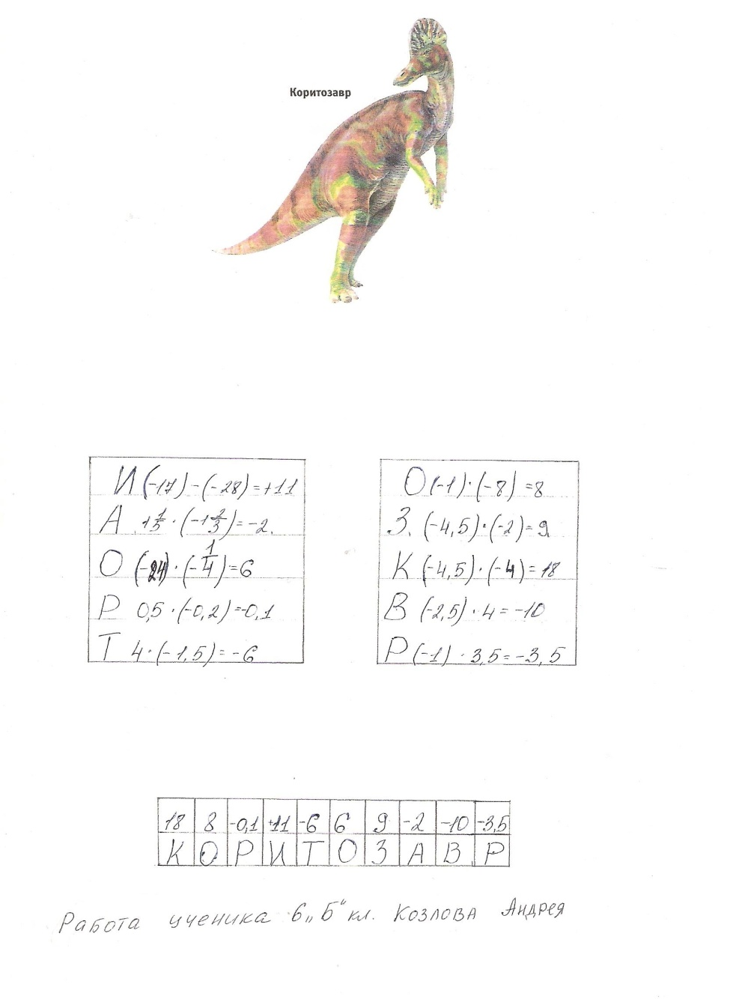 Коритозавр
И (-17) - (-28) = +11
А 1 1/5 · (-1 2/3) = -2.
О (-24) · (-1/4) = 6
Р 0,5 · (-0,2) = -0,1
Т 4 · (-1,5) = -6
О (-1) · (-8) = 8
З. (-4,5) · (-2) = 9
К (-4,5) · (-4) = 18
В (-2,5) · 4 = -10
Р (-1) · 3,5 = -3,5
18 8 -0,1 +11 -6 6 9 -2 -10 -3,5
К О Р И Т О З А В Р
Работа ученика 6 „Б“ кл. Козлова Андрея